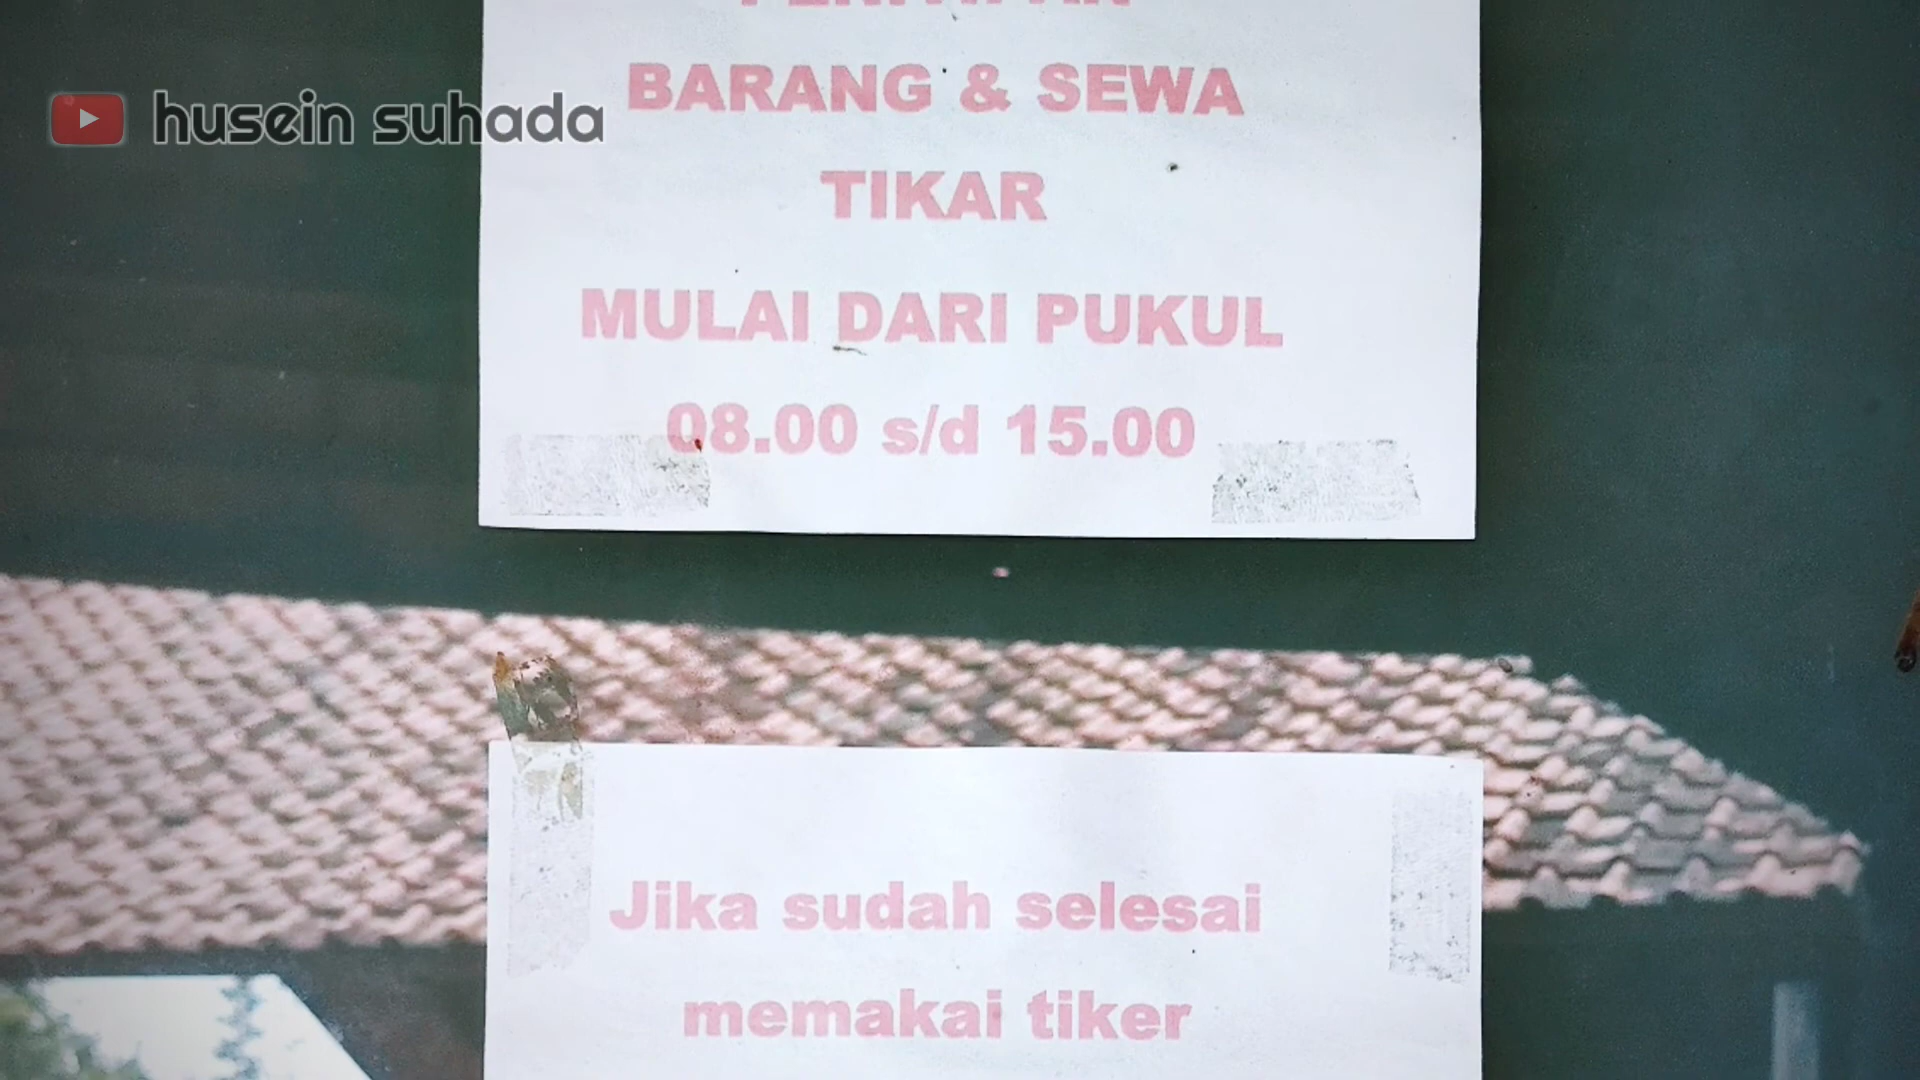 BARANG & SEWA
TIKAR
MULAI DARI PUKUL
08.00 s/d 15.00
Jika sudah selesai
memakai tiker
husein suhada